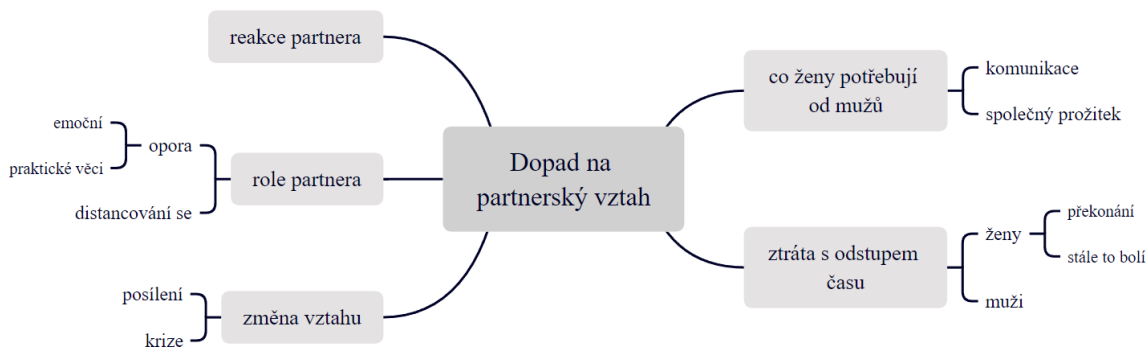 reakce partnera
emoční
praktické věci
opora
distancování se
role partnera
posílení
krize
změna vztahu
Dopad na
partnerský vztah
co ženy potřebují
od mužů
komunikace
společný prožitek
ztráta s odstupem
času
ženy
překonání
stále to bolí
muži